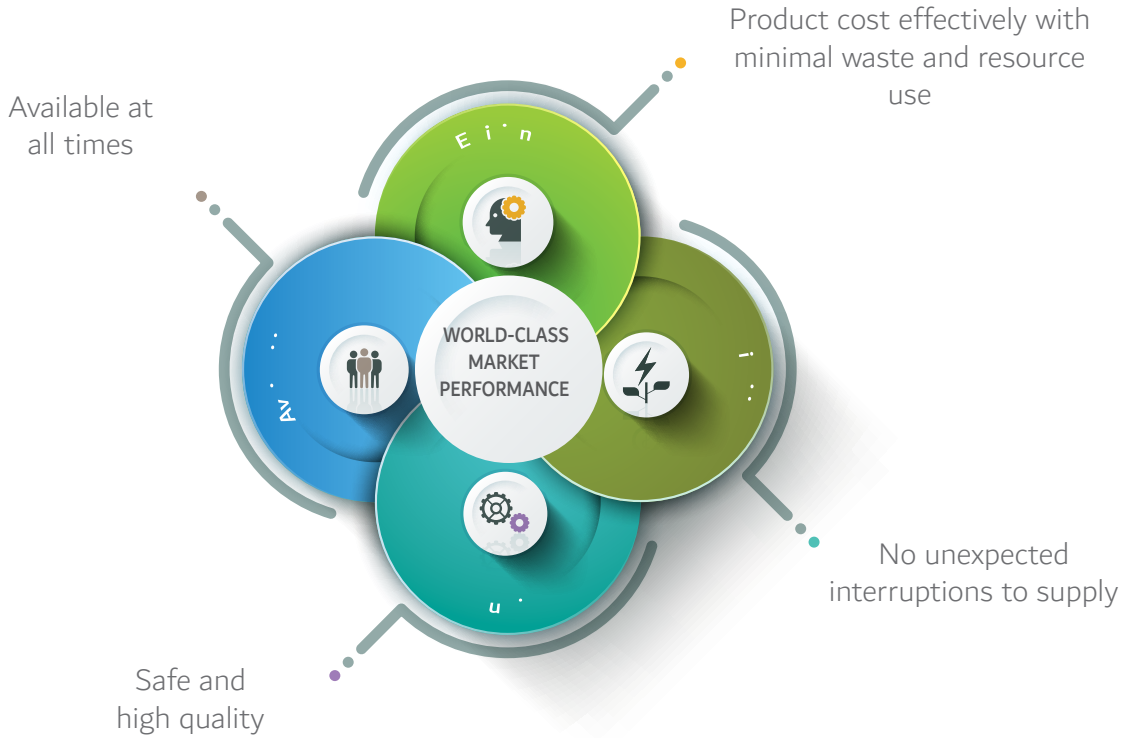 Product cost effectively with
minimal waste and resource
use
Available at
all times
WORLD-CLASS
MARKET
PERFORMANCE
No unexpected
interruptions to supply
Safe and
high quality